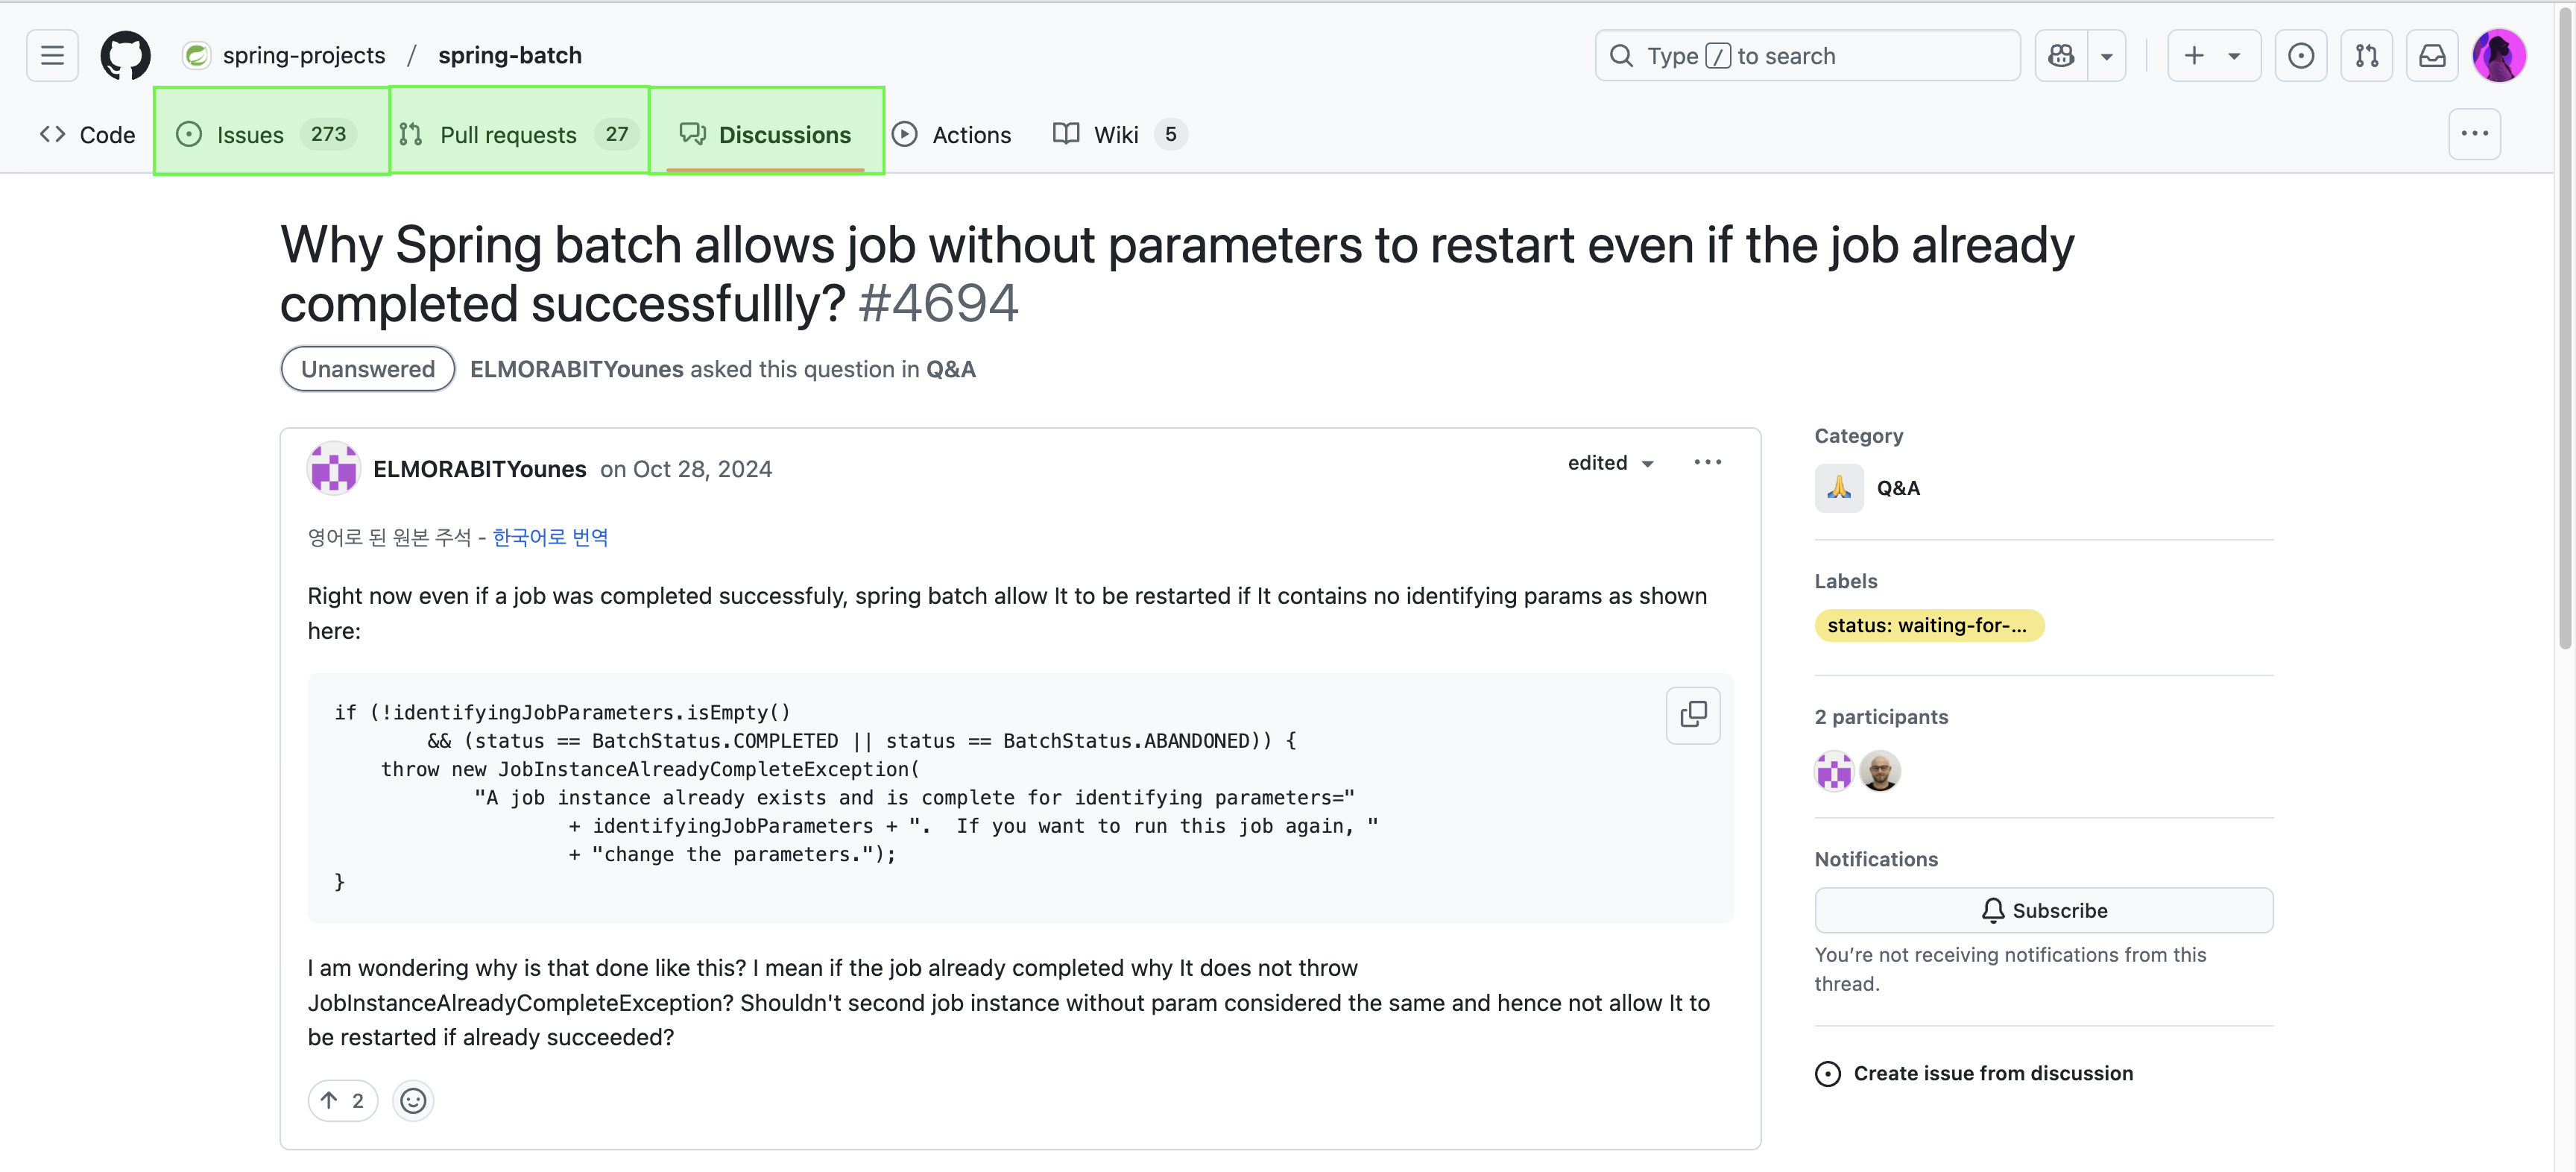 spring-projects / spring-batch
Type / to search
Code
Issues 273
Pull requests 27
Discussions
Actions
Wiki 5
Why Spring batch allows job without parameters to restart even if the job already
completed successfullly? #4694
Unanswered
ELMORABITYounes asked this question in Q&A
ELMORABITYounes on Oct 28, 2024
edited
영어로 된 원본 주석 - 한국어로 번역
Right now even if a job was completed successfuly, spring batch allow It to be restarted if It contains no identifying params as shown
here:
if (!identifyingJobParameters.isEmpty()
        && (status == BatchStatus.COMPLETED || status == BatchStatus.ABANDONED)) {
    throw new JobInstanceAlreadyCompleteException(
            "A job instance already exists and is complete for identifying parameters="
                    + identifyingJobParameters + ".  If you want to run this job again, "
                    + "change the parameters.");
}
I am wondering why is that done like this? I mean if the job already completed why It does not throw
JobInstanceAlreadyCompleteException? Shouldn't second job instance without param considered the same and hence not allow It to
be restarted if already succeeded?
2
Category
Q&A
Labels
status: waiting-for-...
2 participants
Notifications
Subscribe
You're not receiving notifications from this
thread.
Create issue from discussion